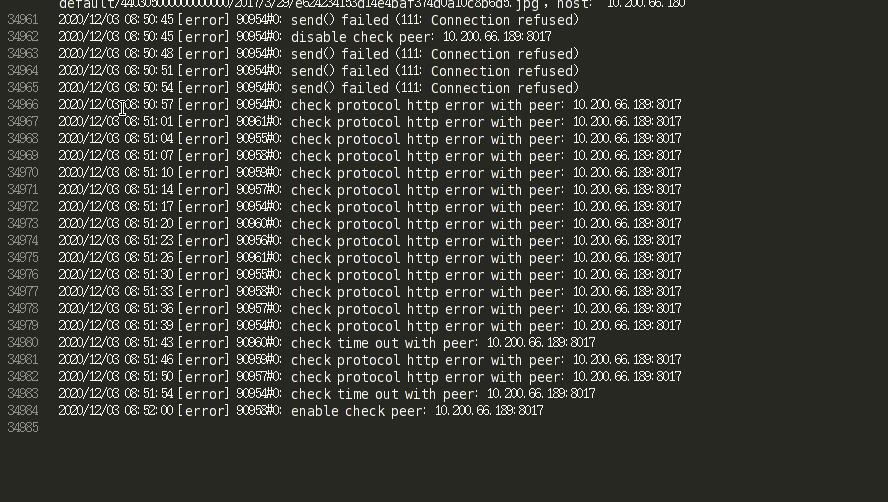 default/44030500000000000/2017/3/29/e624234153d14e4baf374d0a10c8b6d5.jpg, host: 10.200.66.180
34961 2020/12/03 08:50:45 [error] 90954#0: send() failed (111: Connection refused)
34962 2020/12/03 08:50:45 [error] 90954#0: disable check peer: 10.200.66.189:8017
34963 2020/12/03 08:50:48 [error] 90954#0: send() failed (111: Connection refused)
34964 2020/12/03 08:50:51 [error] 90954#0: send() failed (111: Connection refused)
34965 2020/12/03 08:50:54 [error] 90954#0: send() failed (111: Connection refused)
34966 2020/12/03 08:50:57 [error] 90954#0: check protocol http error with peer: 10.200.66.189:8017
34967 2020/12/03 08:51:01 [error] 90961#0: check protocol http error with peer: 10.200.66.189:8017
34968 2020/12/03 08:51:04 [error] 90955#0: check protocol http error with peer: 10.200.66.189:8017
34969 2020/12/03 08:51:07 [error] 90958#0: check protocol http error with peer: 10.200.66.189:8017
34970 2020/12/03 08:51:10 [error] 90959#0: check protocol http error with peer: 10.200.66.189:8017
34971 2020/12/03 08:51:14 [error] 90957#0: check protocol http error with peer: 10.200.66.189:8017
34972 2020/12/03 08:51:17 [error] 90954#0: check protocol http error with peer: 10.200.66.189:8017
34973 2020/12/03 08:51:20 [error] 90960#0: check protocol http error with peer: 10.200.66.189:8017
34974 2020/12/03 08:51:23 [error] 90956#0: check protocol http error with peer: 10.200.66.189:8017
34975 2020/12/03 08:51:26 [error] 90961#0: check protocol http error with peer: 10.200.66.189:8017
34976 2020/12/03 08:51:30 [error] 90955#0: check protocol http error with peer: 10.200.66.189:8017
34977 2020/12/03 08:51:33 [error] 90958#0: check protocol http error with peer: 10.200.66.189:8017
34978 2020/12/03 08:51:36 [error] 90957#0: check protocol http error with peer: 10.200.66.189:8017
34979 2020/12/03 08:51:39 [error] 90954#0: check protocol http error with peer: 10.200.66.189:8017
34980 2020/12/03 08:51:43 [error] 90960#0: check time out with peer: 10.200.66.189:8017
34981 2020/12/03 08:51:46 [error] 90959#0: check protocol http error with peer: 10.200.66.189:8017
34982 2020/12/03 08:51:50 [error] 90957#0: check protocol http error with peer: 10.200.66.189:8017
34983 2020/12/03 08:51:54 [error] 90954#0: check time out with peer: 10.200.66.189:8017
34984 2020/12/03 08:52:00 [error] 90958#0: enable check peer: 10.200.66.189:8017
34985